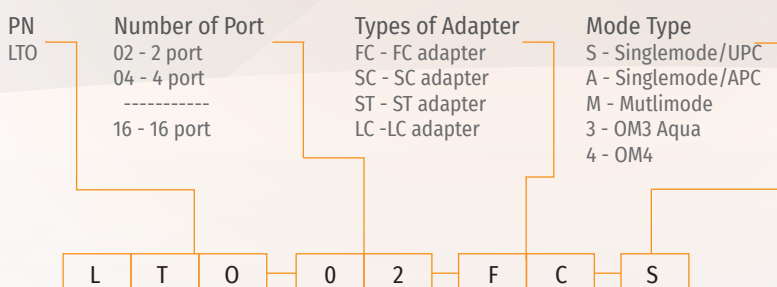 PN
LTO
Number of Port
02 - 2 port
04 - 4 port
-----------
16 - 16 port
Types of Adapter
FC - FC adapter
SC - SC adapter
ST - ST adapter
LC -LC adapter
Mode Type
S - Singlemode/UPC
A - Singlemode/APC
M - Mutlimode
3 - OM3 Aqua
4 - OM4
L T O 0 2 F C S